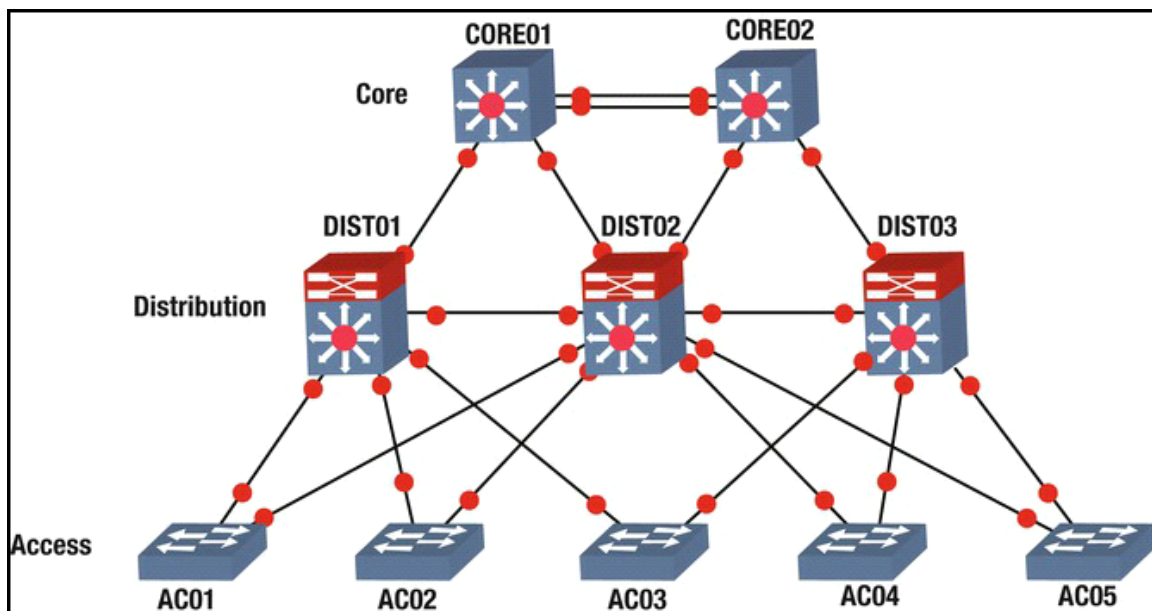 CORE01 CORE02
Core
DIST01 DIST02 DIST03
Distribution
Access
AC01 AC02 AC03 AC04 AC05